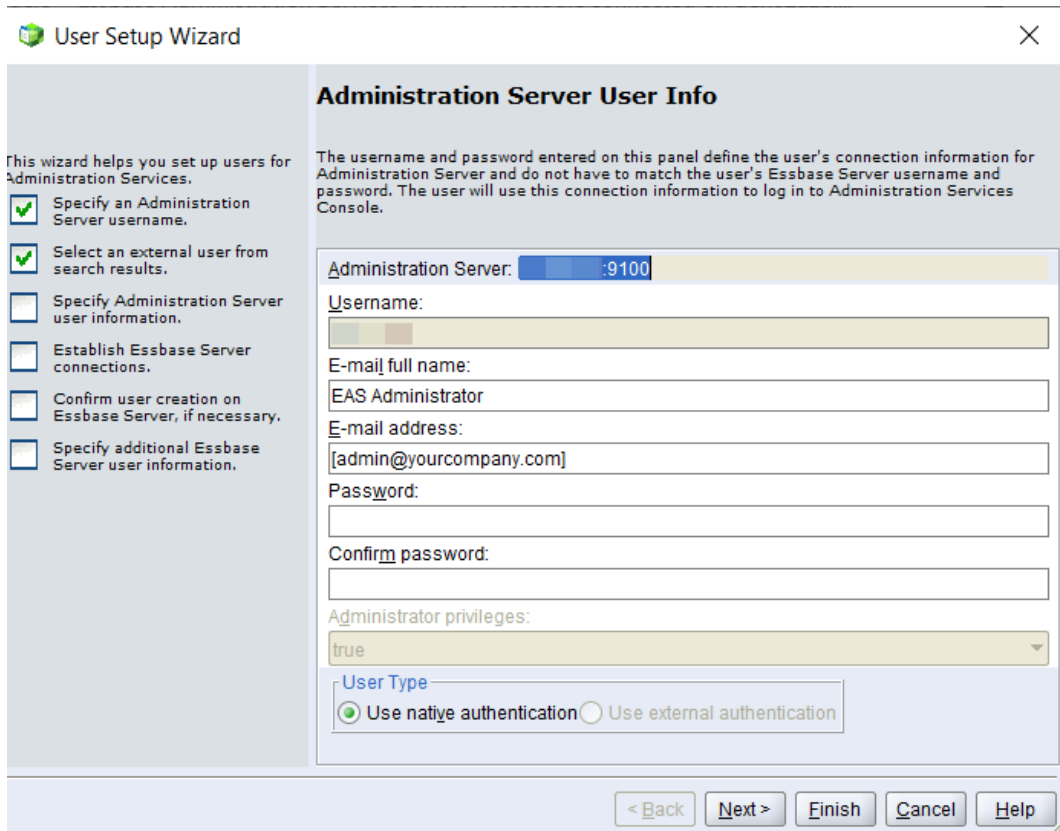 User Setup Wizard
This wizard helps you set up users for
Administration Services.
Specify an Administration
Server username.
Select an external user from
search results.
Specify Administration Server
user information.
Establish Essbase Server
connections.
Confirm user creation on
Essbase Server, if necessary.
Specify additional Essbase
Server user information.
Administration Server User Info
The username and password entered on this panel define the user's connection information for
Administration Server and do not have to match the user's Essbase Server username and
password. The user will use this connection information to log in to Administration Services
Console.
Administration Server: :9100
Username:
E-mail full name:
EAS Administrator
E-mail address:
[admin@yourcompany.com]
Password:
Confirm password:
Administrator privileges:
true
User Type
Use native authentication Use external authentication
< Back Next > Finish Cancel Help